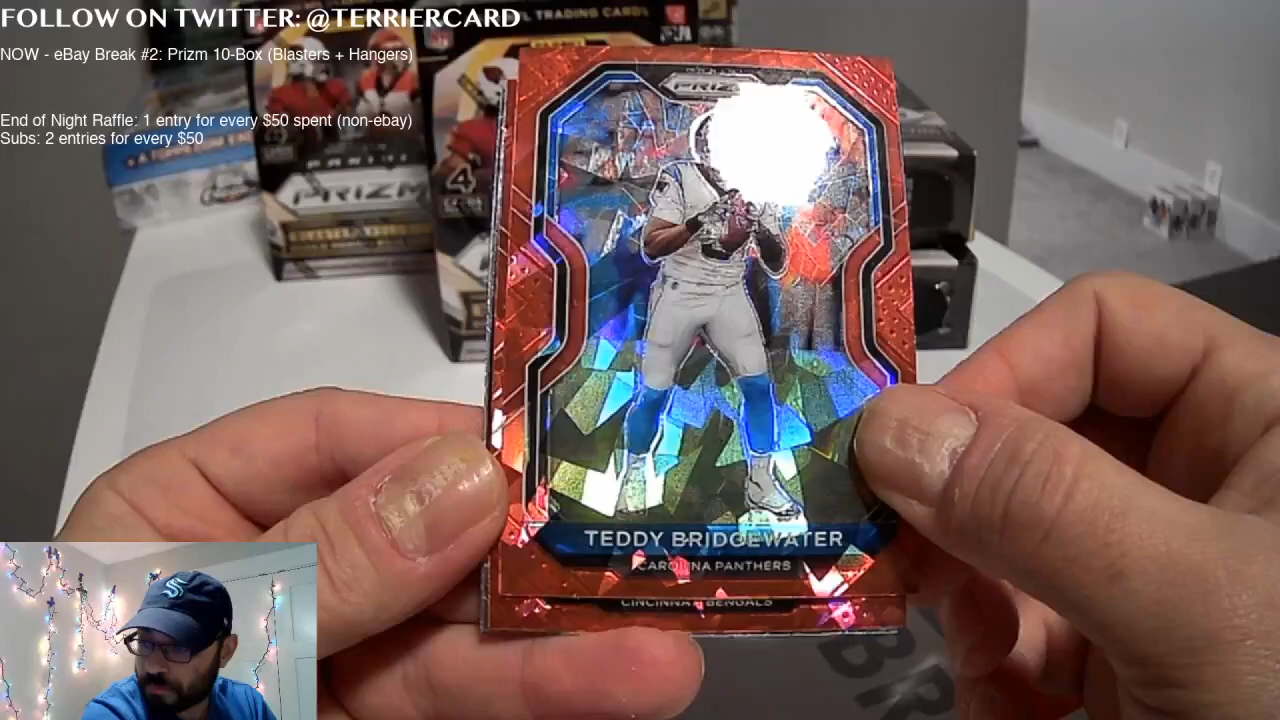 FOLLOW ON TWITTER: @TERRIERCARD
NOW - eBay Break #2: Prizm 10-Box (Blasters + Hangers)
End of Night Raffle: 1 entry for every $50 spent (non-ebay)
Subs: 2 entries for every $50
TRADING CARDS
PANINI
PRIZM
4
PRIZM
TEDDY BRIDGEWATER
CAROLINA PANTHERS
CINCINNATI BENGALS
BR